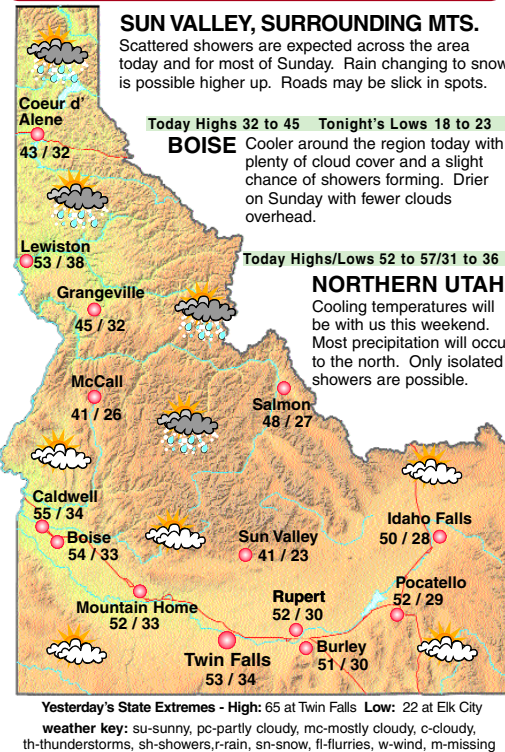 SUN VALLEY, SURROUNDING MTS.
Scattered showers are expected across the area
today and for most of Sunday. Rain changing to snow
is possible higher up. Roads may be slick in spots.
Today Highs 32 to 45 Tonight's Lows 18 to 23
BOISE Cooler around the region today with
plenty of cloud cover and a slight
chance of showers forming. Drier
on Sunday with fewer clouds
overhead.
Today Highs/Lows 52 to 57/31 to 36
NORTHERN UTAH
Cooling temperatures will
be with us this weekend.
Most precipitation will occu
to the north. Only isolated
showers are possible.
Coeur d'
Alene
43 / 32
Lewiston
53 / 38
Grangeville
45 / 32
McCall
41 / 26
Salmon
48 / 27
Caldwell
55 / 34
Boise
54 / 33
Sun Valley
41 / 23
Idaho Falls
50 / 28
Mountain Home
52 / 33
Rupert
52 / 30
Pocatello
52 / 29
Twin Falls
53 / 34
Burley
51 / 30
Yesterday's State Extremes - High: 65 at Twin Falls Low: 22 at Elk City
weather key: su-sunny, pc-partly cloudy, mc-mostly cloudy, c-cloudy,
th-thunderstorms, sh-showers,r-rain, sn-snow, fl-flurries, w-wind, m-missing